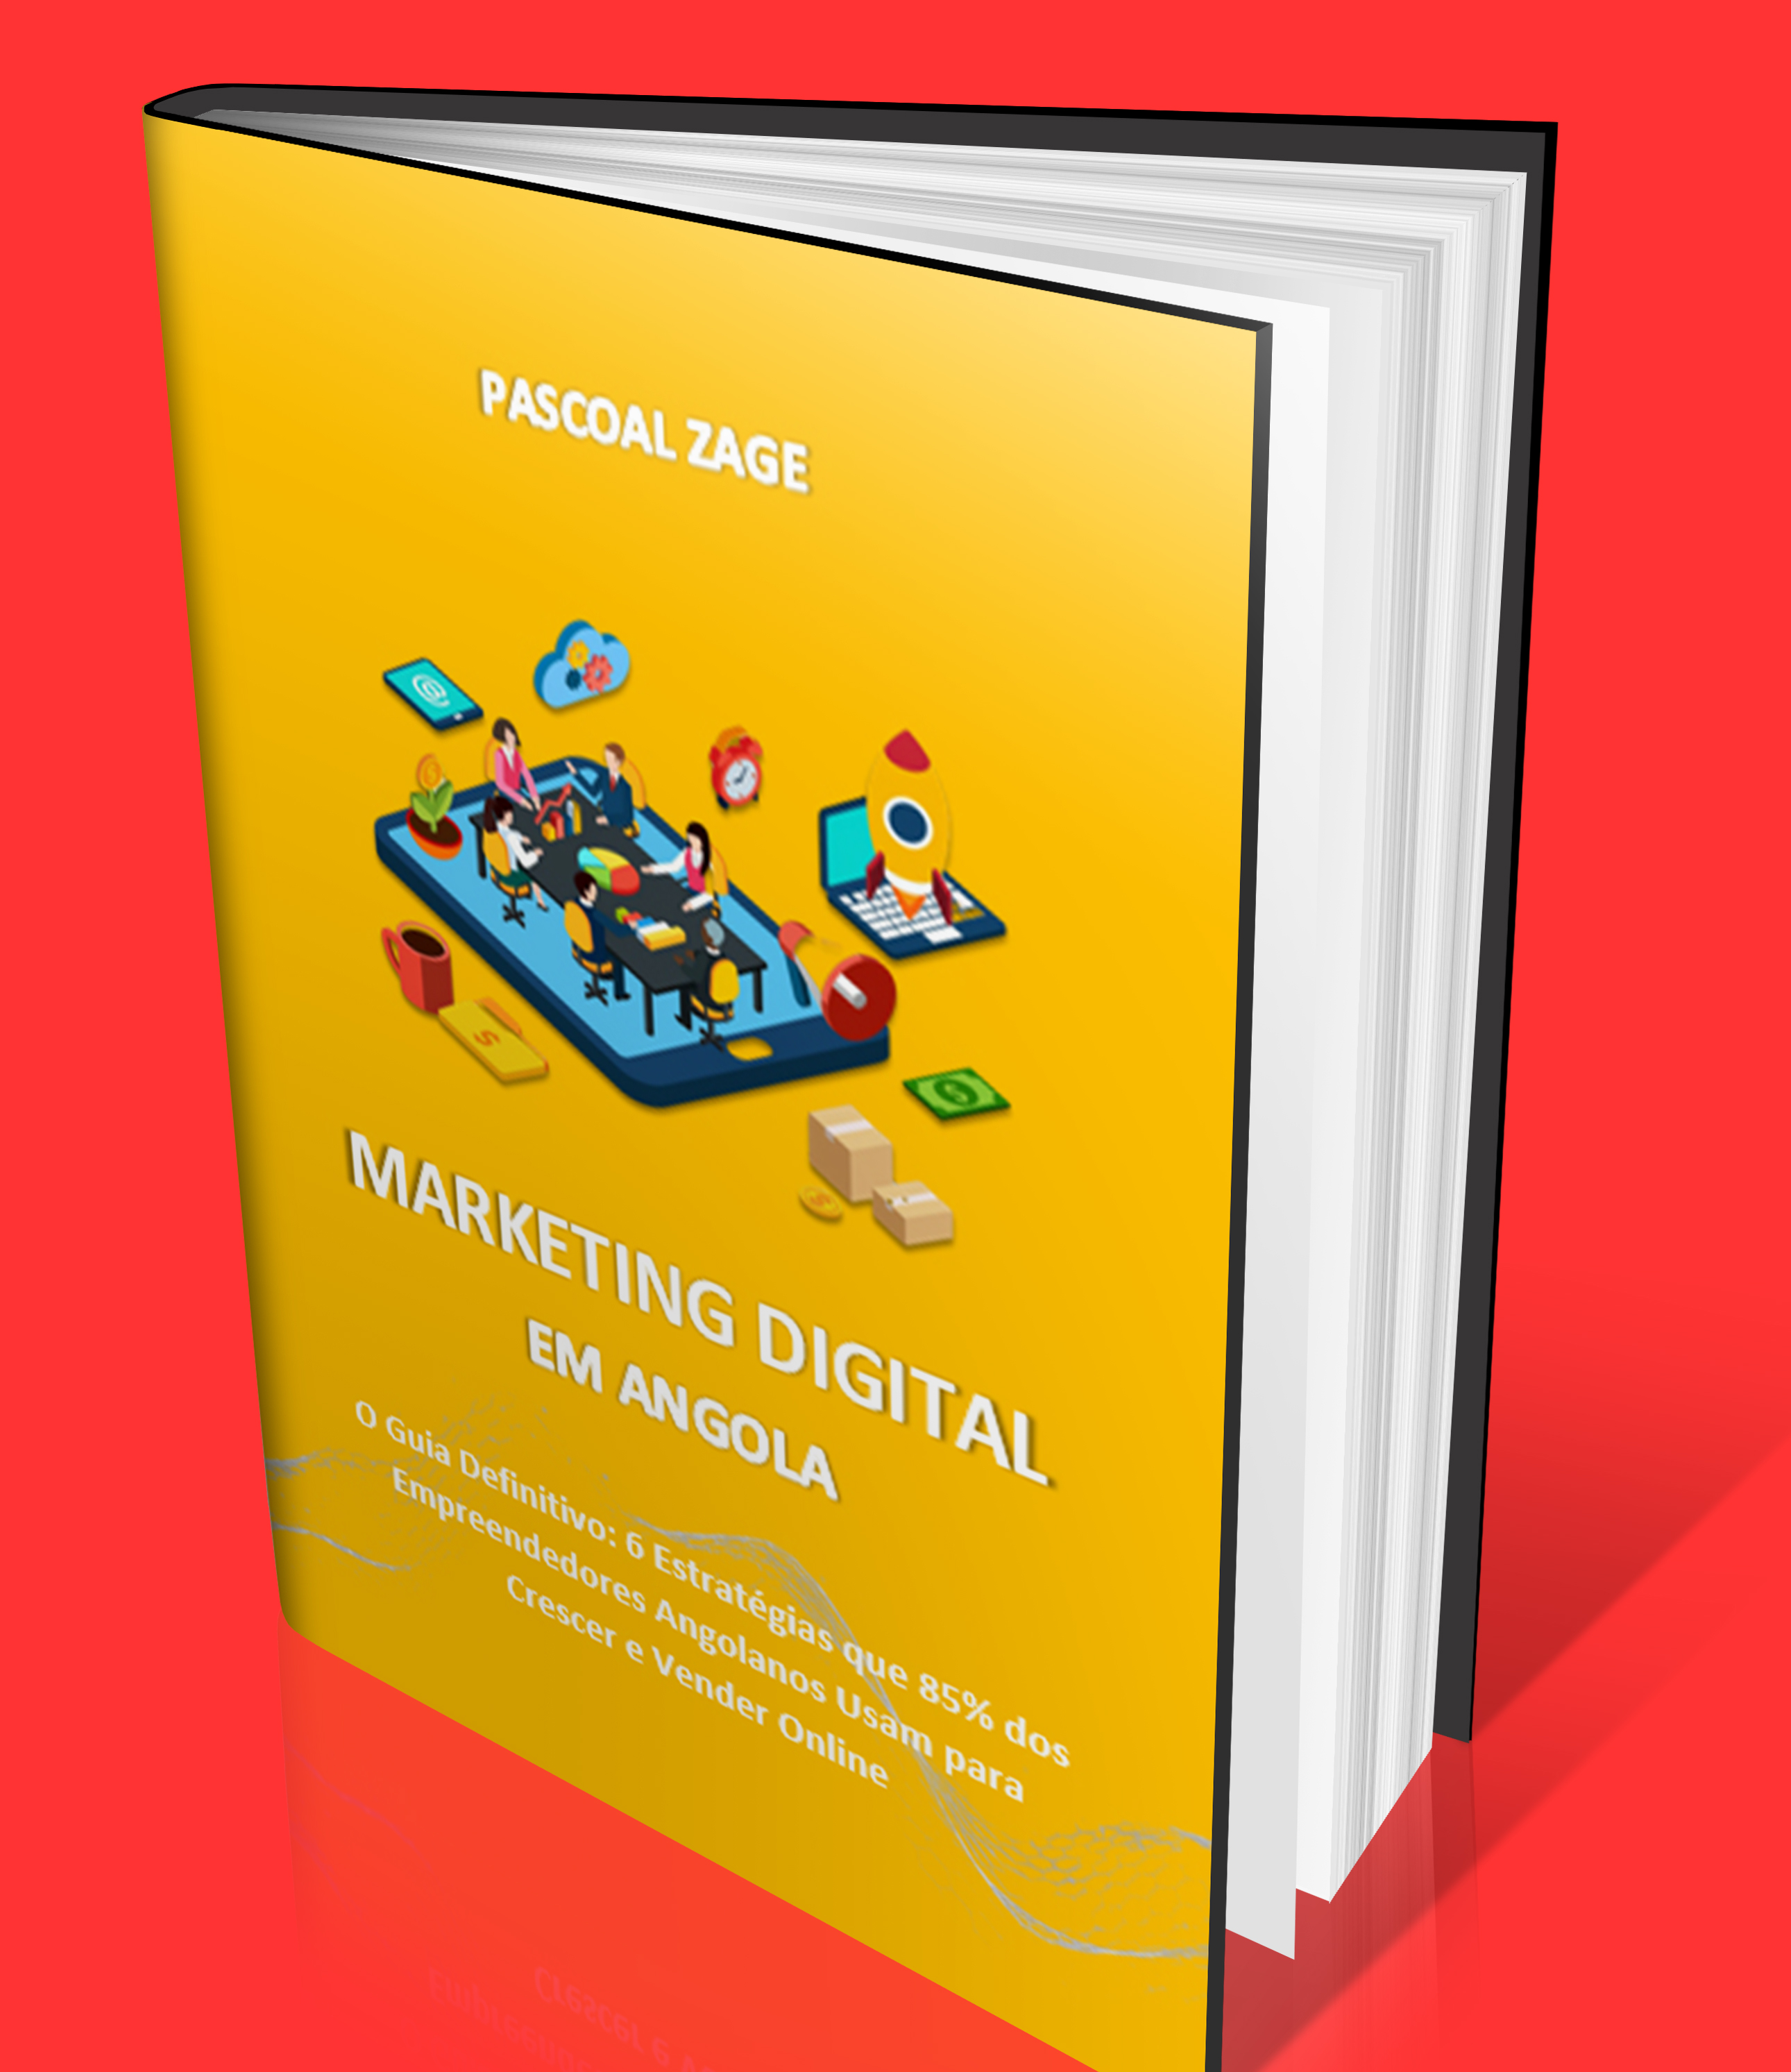 PASCOAL ZAGE
MARKETING DIGITAL
EM ANGOLA
O Guia Definitivo: 6 Estratégias que 85% dos
Empreendedores Angolanos Usam para
Crescer e Vender Online